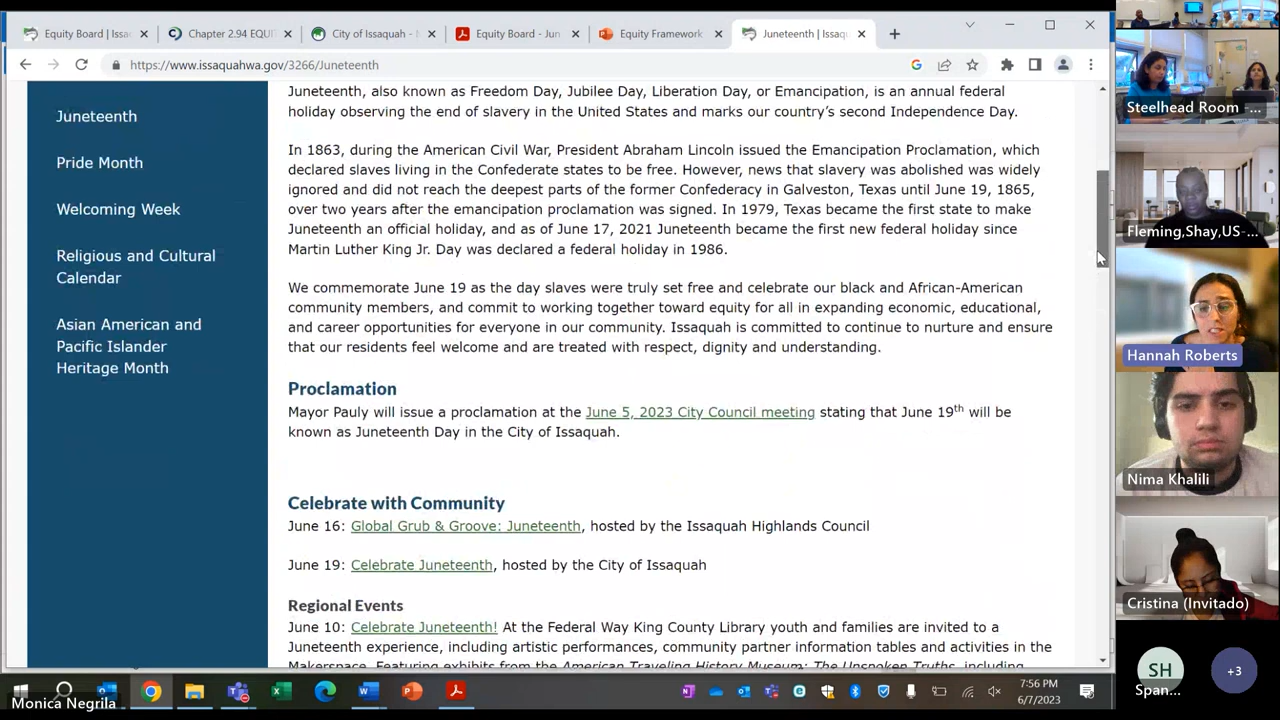 Equity Board | Issa
Chapter 2.94 EQUI
City of Issaquah -
Equity Board - Jun
Equity Framework
Juneteenth | Issaq
https://www.issaquahwa.gov/3266/Juneteenth
Juneteenth
Pride Month
Welcoming Week
Religious and Cultural
Calendar
Asian American and
Pacific Islander
Heritage Month
Juneteenth, also known as Freedom Day, Jubilee Day, Liberation Day, or Emancipation, is an annual federal
holiday observing the end of slavery in the United States and marks our country's second Independence Day.
In 1863, during the American Civil War, President Abraham Lincoln issued the Emancipation Proclamation, which
declared slaves living in the Confederate states to be free. However, news that slavery was abolished was widely
ignored and did not reach the deepest parts of the former Confederacy in Galveston, Texas until June 19, 1865,
over two years after the emancipation proclamation was signed. In 1979, Texas became the first state to make
Juneteenth an official holiday, and as of June 17, 2021 Juneteenth became the first new federal holiday since
Martin Luther King Jr. Day was declared a federal holiday in 1986.
We commemorate June 19 as the day slaves were truly set free and celebrate our black and African-American
community members, and commit to working together toward equity for all in expanding economic, educational,
and career opportunities for everyone in our community. Issaquah is committed to continue to nurture and ensure
that our residents feel welcome and are treated with respect, dignity and understanding.
Proclamation
Mayor Pauly will issue a proclamation at the June 5, 2023 City Council meeting stating that June 19th will be
known as Juneteenth Day in the City of Issaquah.
Celebrate with Community
June 16: Global Grub & Groove: Juneteenth, hosted by the Issaquah Highlands Council
June 19: Celebrate Juneteenth, hosted by the City of Issaquah
Regional Events
June 10: Celebrate Juneteenth! At the Federal Way King County Library youth and families are invited to a
Juneteenth experience, including artistic performances, community partner information tables and activities in the
Makerspace. Featuring exhibits from the American Traveling History Museum: The Unspoken Truths, including
Steelhead Room -...
Fleming,Shay,US-...
Hannah Roberts
Nima Khalili
Cristina (Invitado)
SH
Span...
+3
Monica Negrila
7:56 PM
6/7/2023